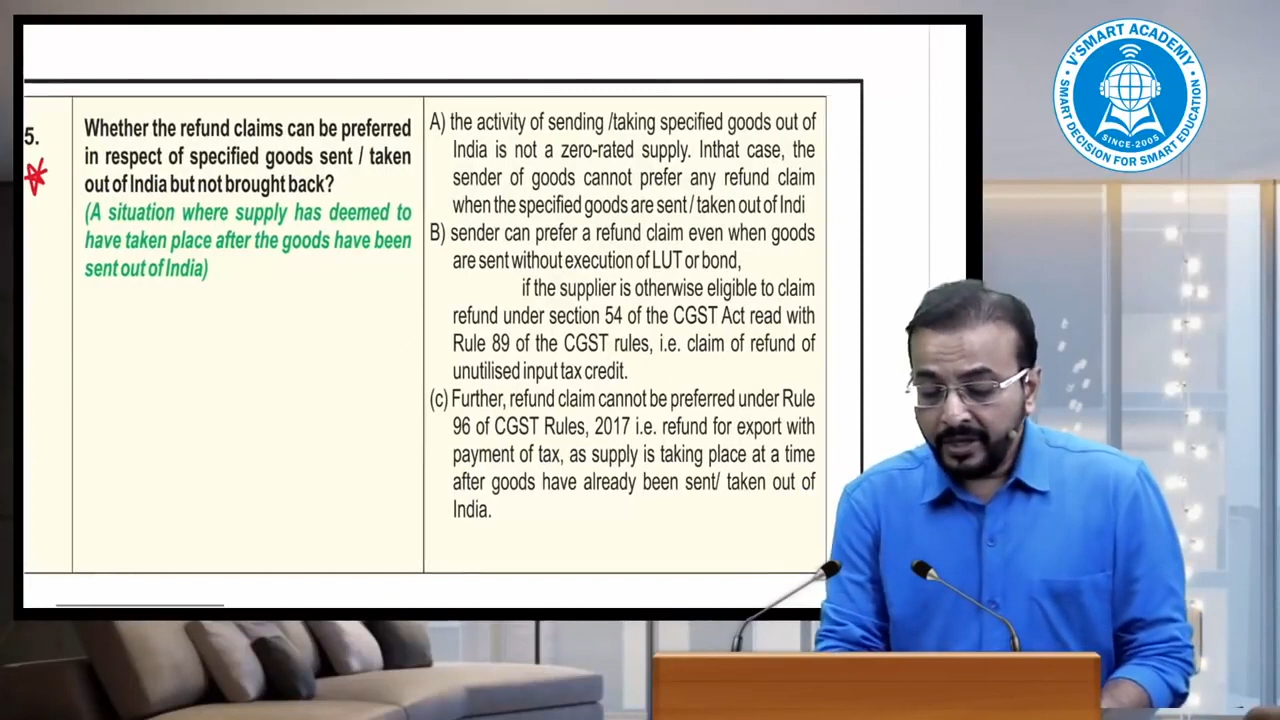 5.
Whether the refund claims can be preferred
in respect of specified goods sent / taken
out of India but not brought back?
(A situation where supply has deemed to
have taken place after the goods have been
sent out of India)
A) the activity of sending /taking specified goods out of
India is not a zero-rated supply. Inthat case, the
sender of goods cannot prefer any refund claim
when the specified goods are sent / taken out of Indi
B) sender can prefer a refund claim even when goods
are sent without execution of LUT or bond,
if the supplier is otherwise eligible to claim
refund under section 54 of the CGST Act read with
Rule 89 of the CGST rules, i.e. claim of refund of
unutilised input tax credit.
(c) Further, refund claim cannot be preferred under Rule
96 of CGST Rules, 2017 i.e. refund for export with
payment of tax, as supply is taking place at a time
after goods have already been sent/ taken out of
India.
V'SMART ACADEMY
SINCE-2005
SMART DECISION FOR SMART EDUCATION